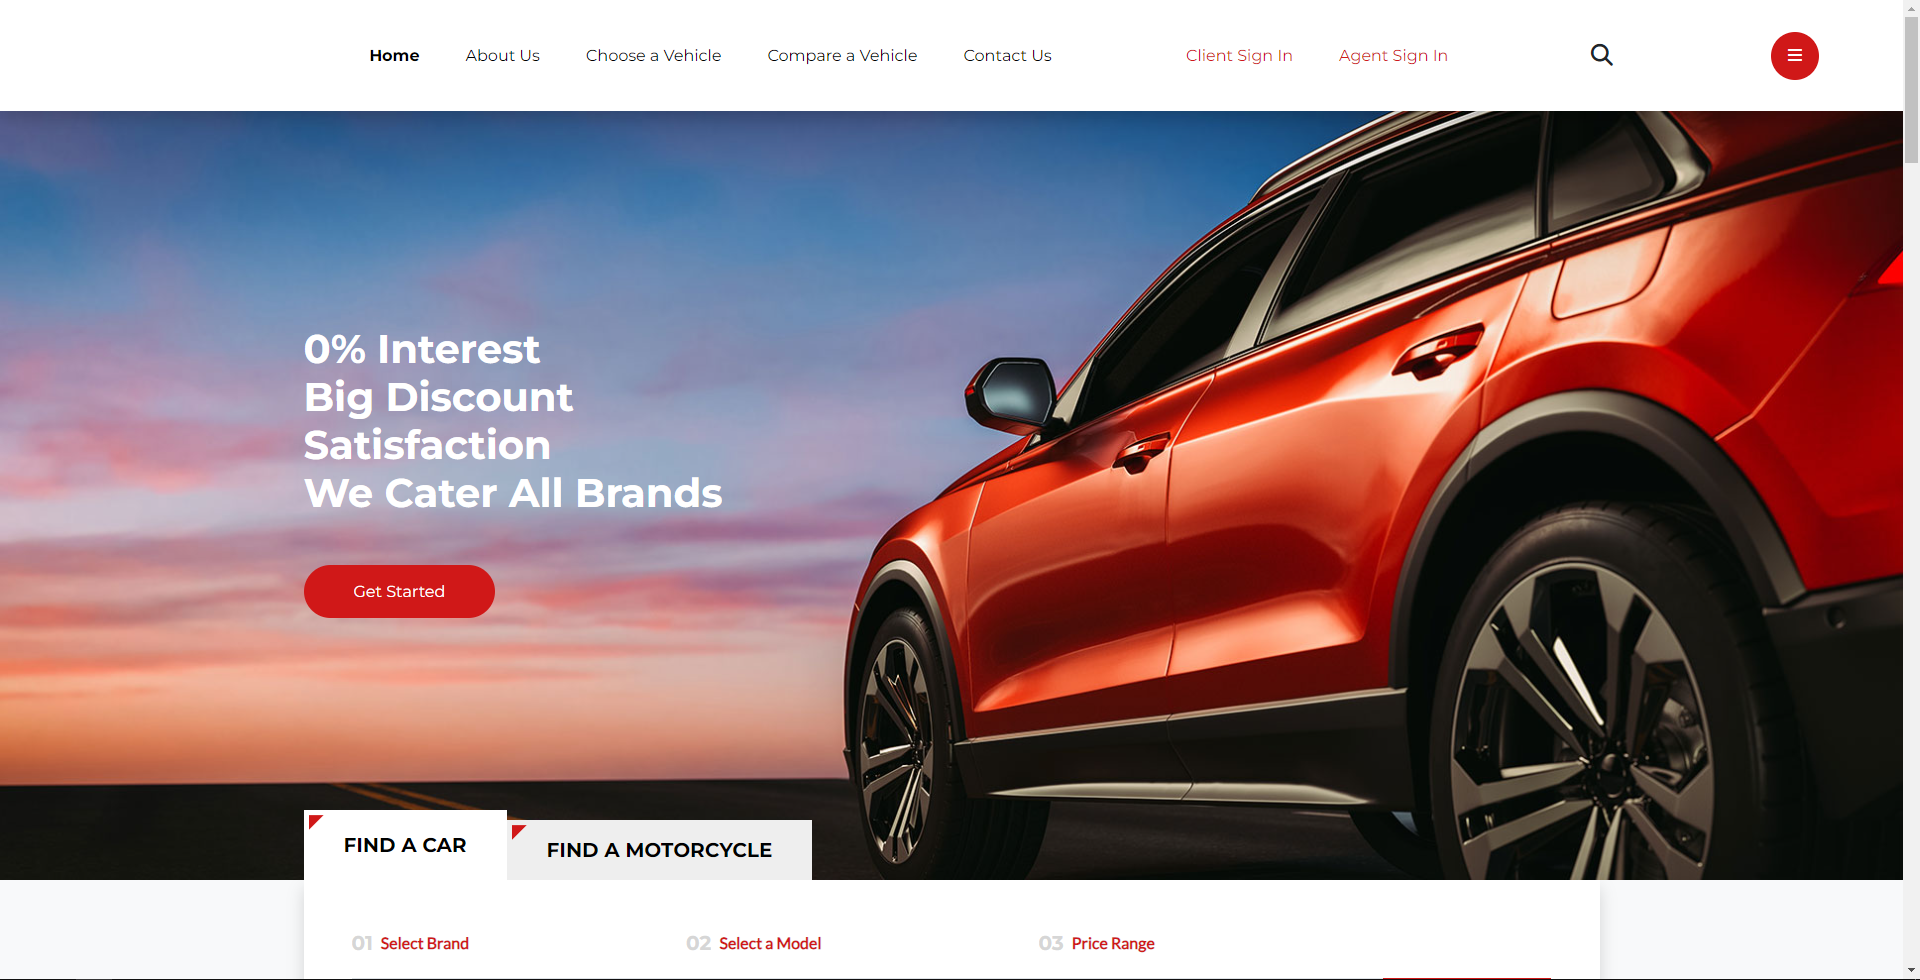 Home About Us Choose a Vehicle Compare a Vehicle Contact Us Client Sign In Agent Sign In
0% Interest
Big Discount
Satisfaction
We Cater All Brands
Get Started
FIND A CAR
FIND A MOTORCYCLE
01 Select Brand
02 Select a Model
03 Price Range